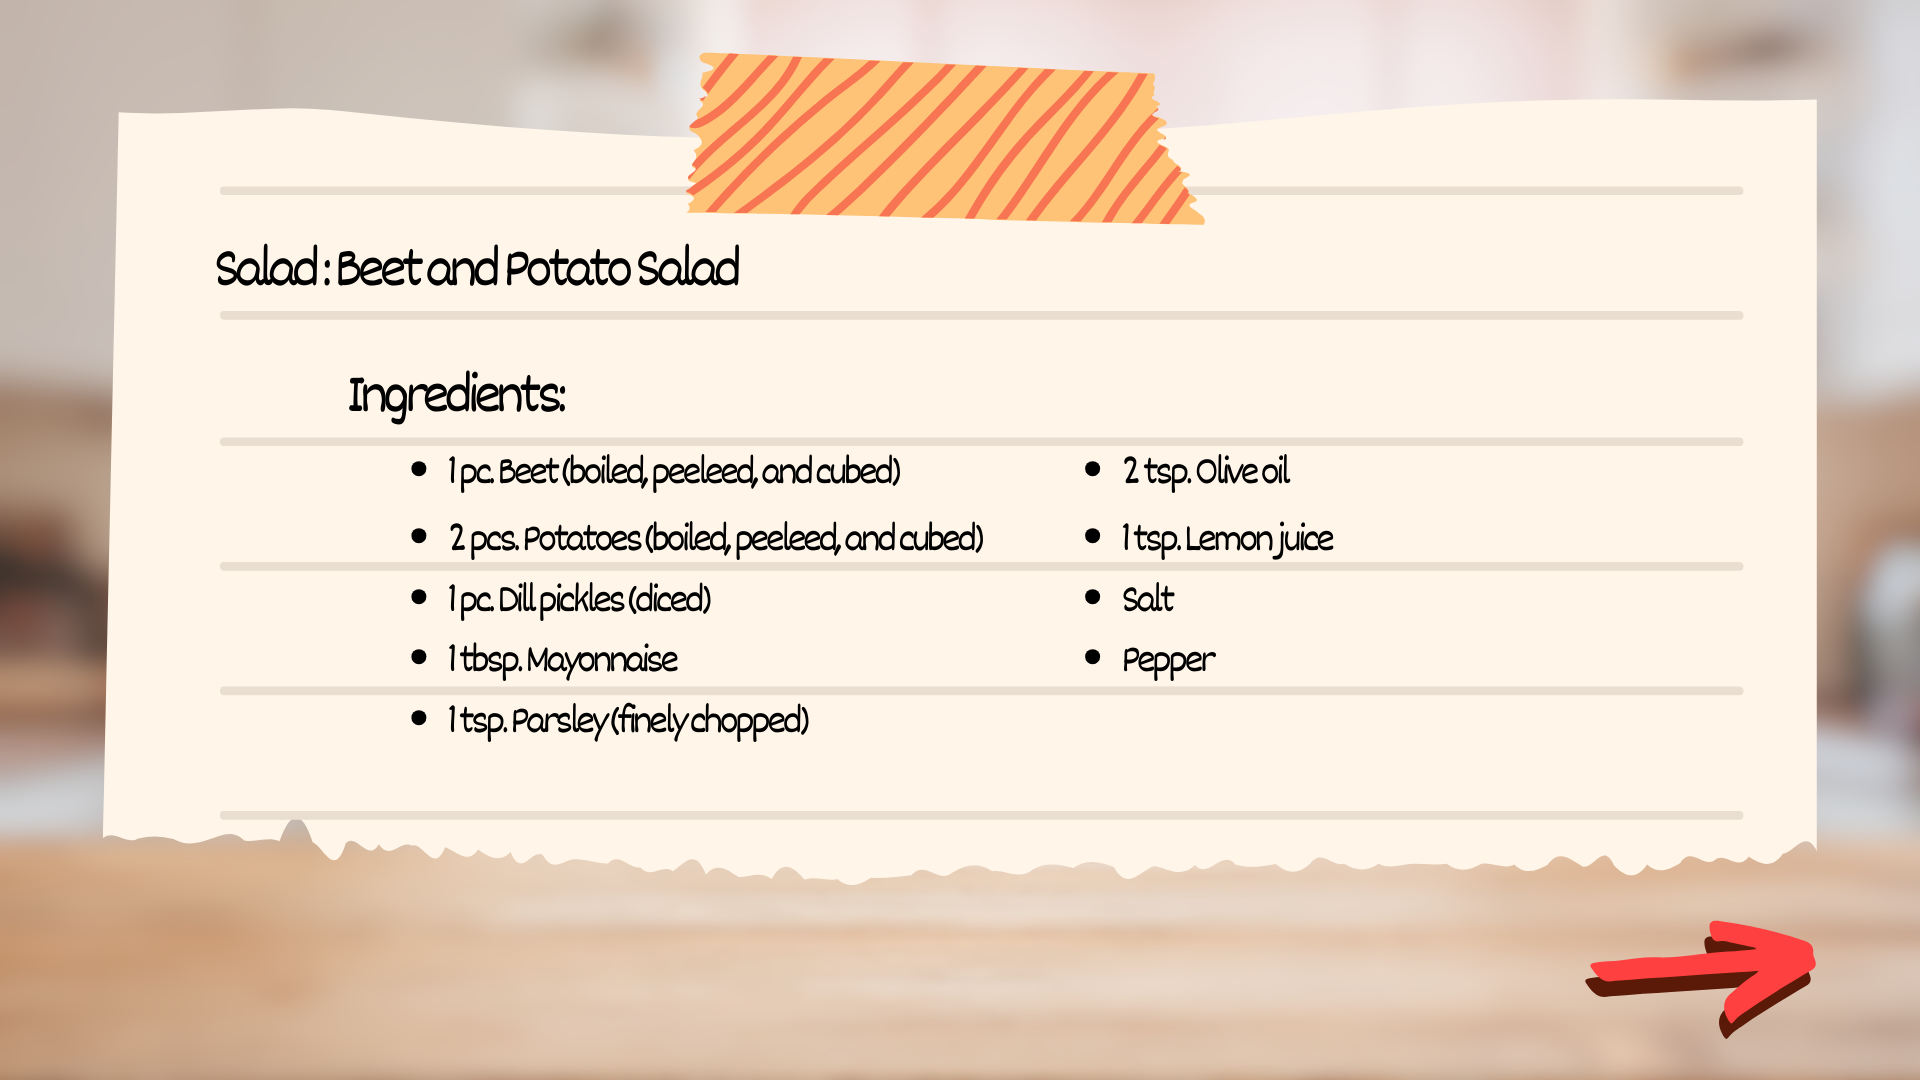 Salad : Beet and Potato Salad
Ingredients:
• 1 pc. Beet (boiled, peeleed, and cubed)
• 2 pcs. Potatoes (boiled, peeleed, and cubed)
• 1 pc. Dill pickles (diced)
• 1 tbsp. Mayonnaise
• 1 tsp. Parsley (finely chopped)
• 2 tsp. Olive oil
• 1 tsp. Lemon juice
• Salt
• Pepper